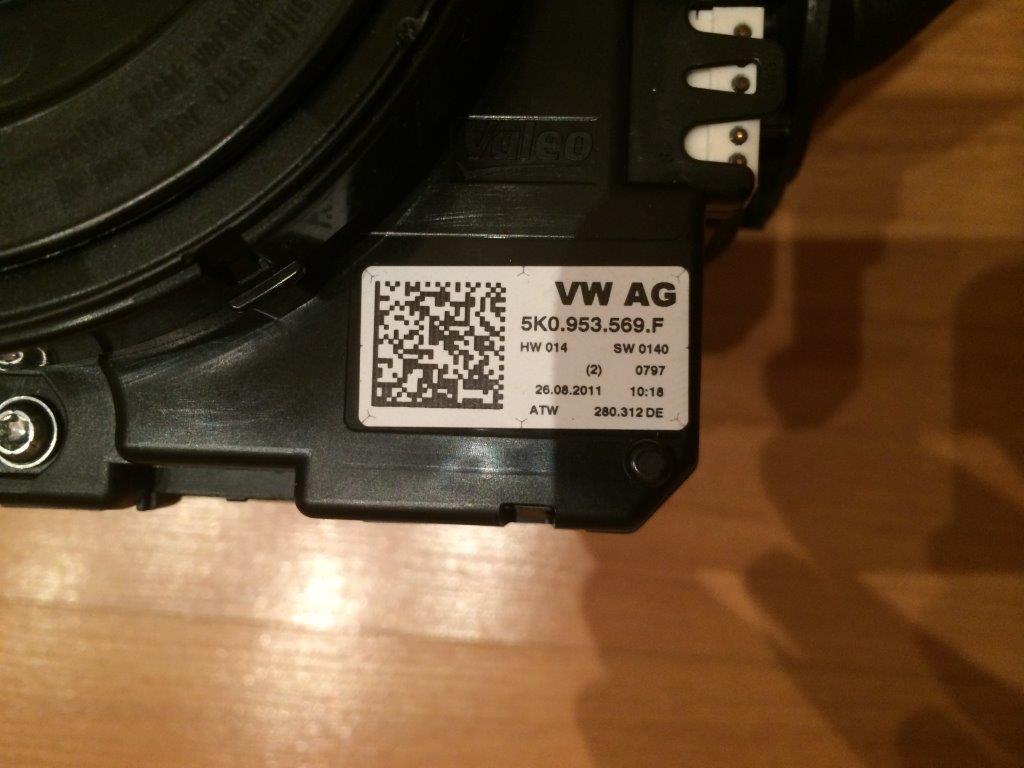 Valeo
VW AG
5K0.953.569.F
HW 014 SW 0140
(2) 0797
26.08.2011 10:18
ATW 280.312 DE